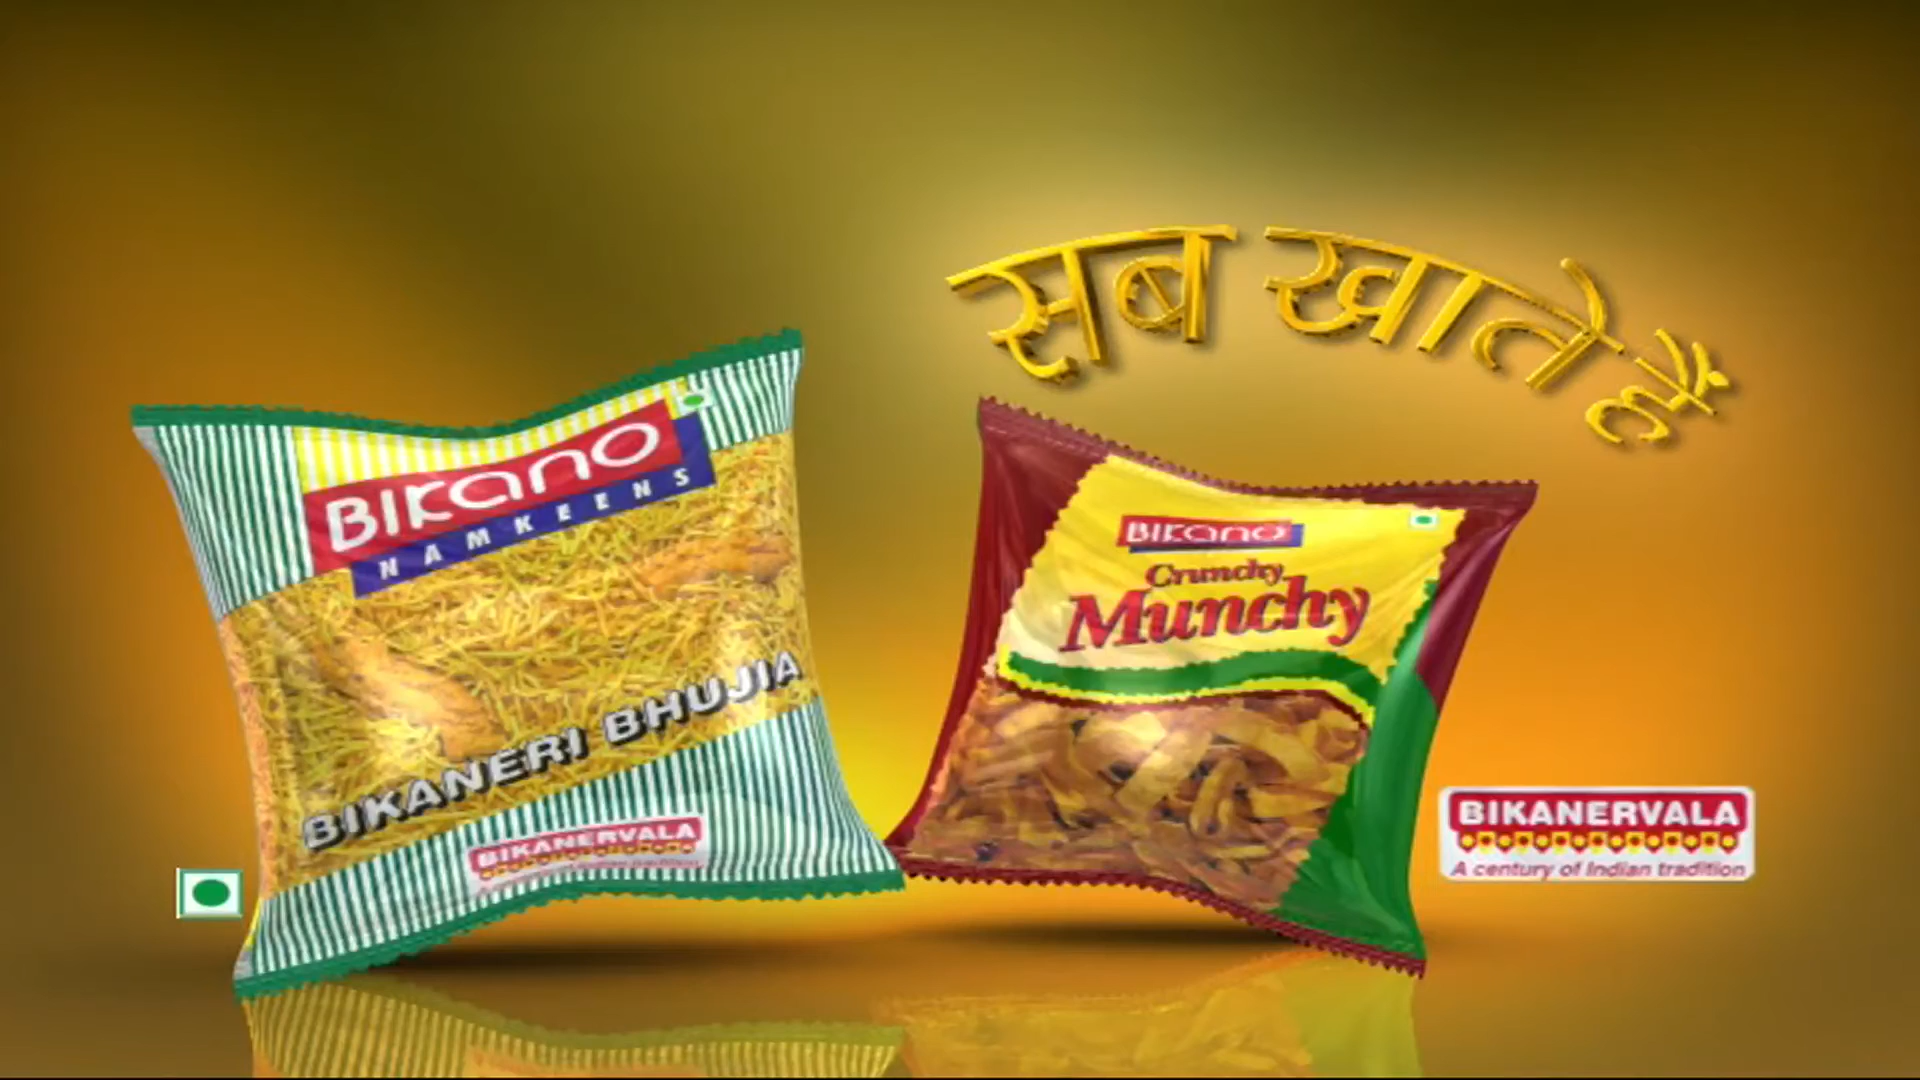 सब खाते हैं
BIKANO
NAMKEENS
BIKANERI BHUJIA
BIKANERVALA
BIKANO
Crunchy
Munchy
BIKANERVALA
A century of Indian tradition